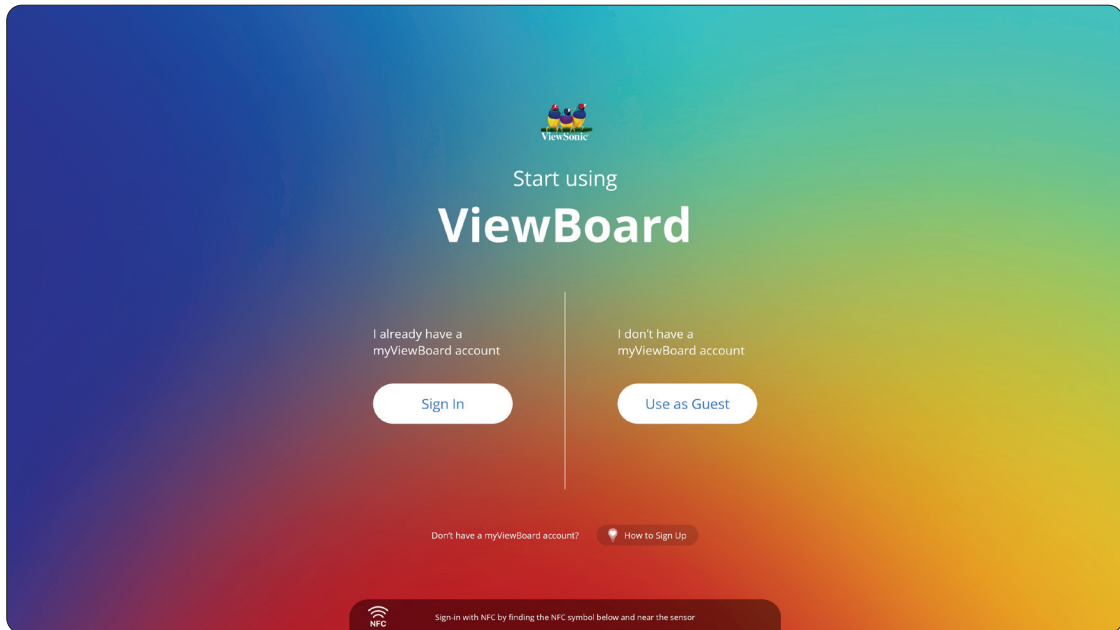 ViewSonic
Start using
ViewBoard
I already have a
myViewBoard account
Sign In
I don't have a
myViewBoard account
Use as Guest
Don't have a myViewBoard account?
How to Sign Up
NFC
Sign-in with NFC by finding the NFC symbol below and near the sensor